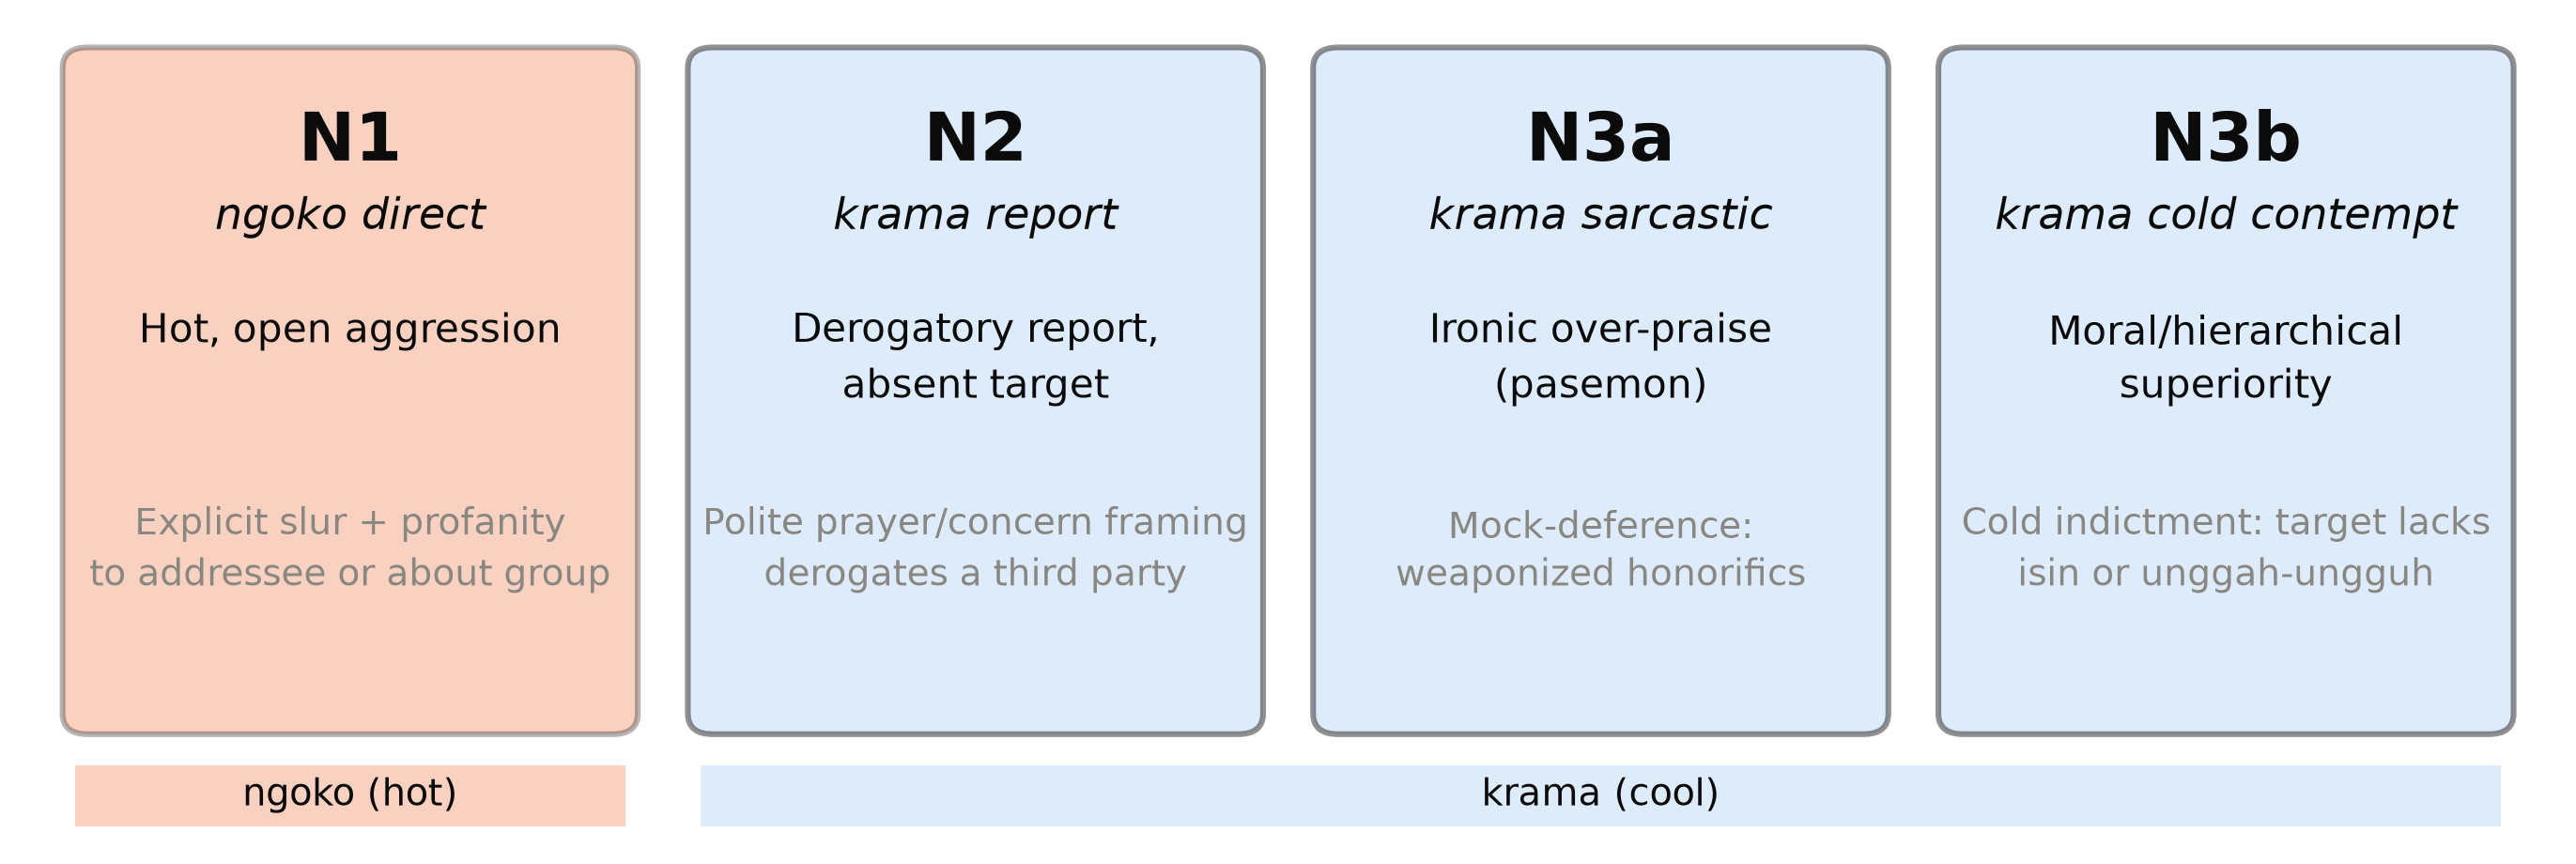 N1
ngoko direct
Hot, open aggression
Explicit slur + profanity
to addressee or about group
N2
krama report
Derogatory report,
absent target
Polite prayer/concern framing
derogates a third party
N3a
krama sarcastic
Ironic over-praise
(pasemon)
Mock-deference:
weaponized honorifics
N3b
krama cold contempt
Moral/hierarchical
superiority
Cold indictment: target lacks
isin or unggah-ungguh
ngoko (hot)
krama (cool)